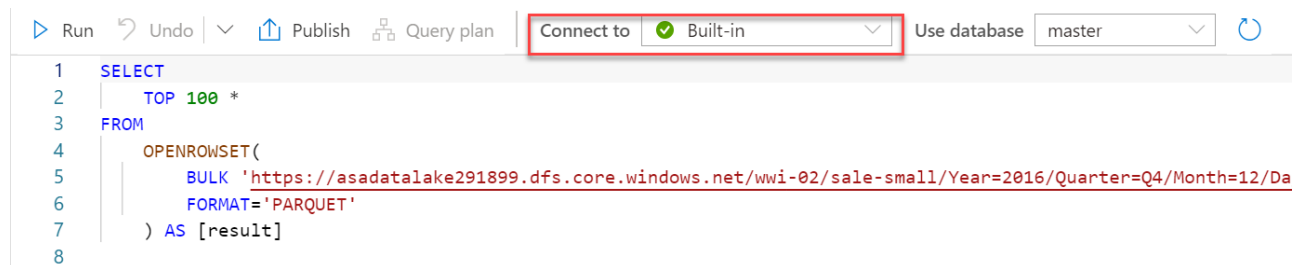 Run Undo Publish Query plan Connect to Built-in Use database master
1 SELECT
2 TOP 100 *
3 FROM
4 OPENROWSET(
5 BULK 'https://asadatalake291899.dfs.core.windows.net/wwi-02/sale-small/Year=2016/Quarter=Q4/Month=12/Da
6 FORMAT='PARQUET'
7 ) AS [result]
8